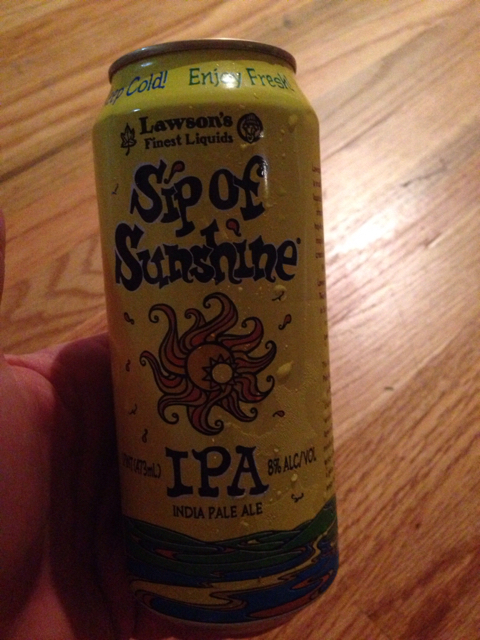 Cold! Enjoy Fresh
Lawson's
Finest Liquids
Sip of
Sunshine
IPA
8% ALC/VOL
INDIA PALE ALE